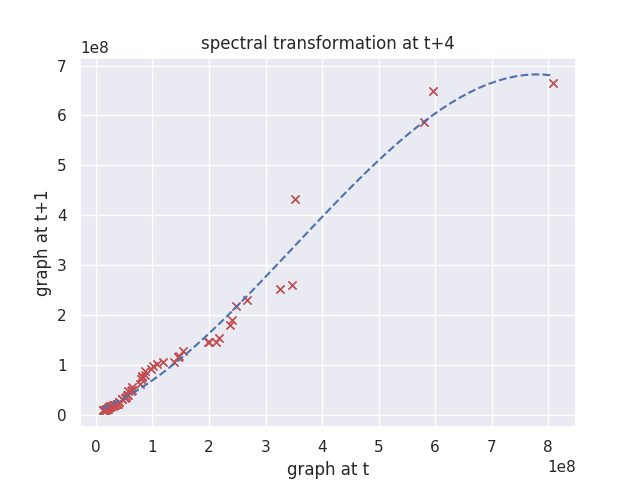 spectral transformation at t+4
1e8
7
6
5
4
3
2
1
0
graph at t+1
0 1 2 3 4 5 6 7 8
1e8
graph at t